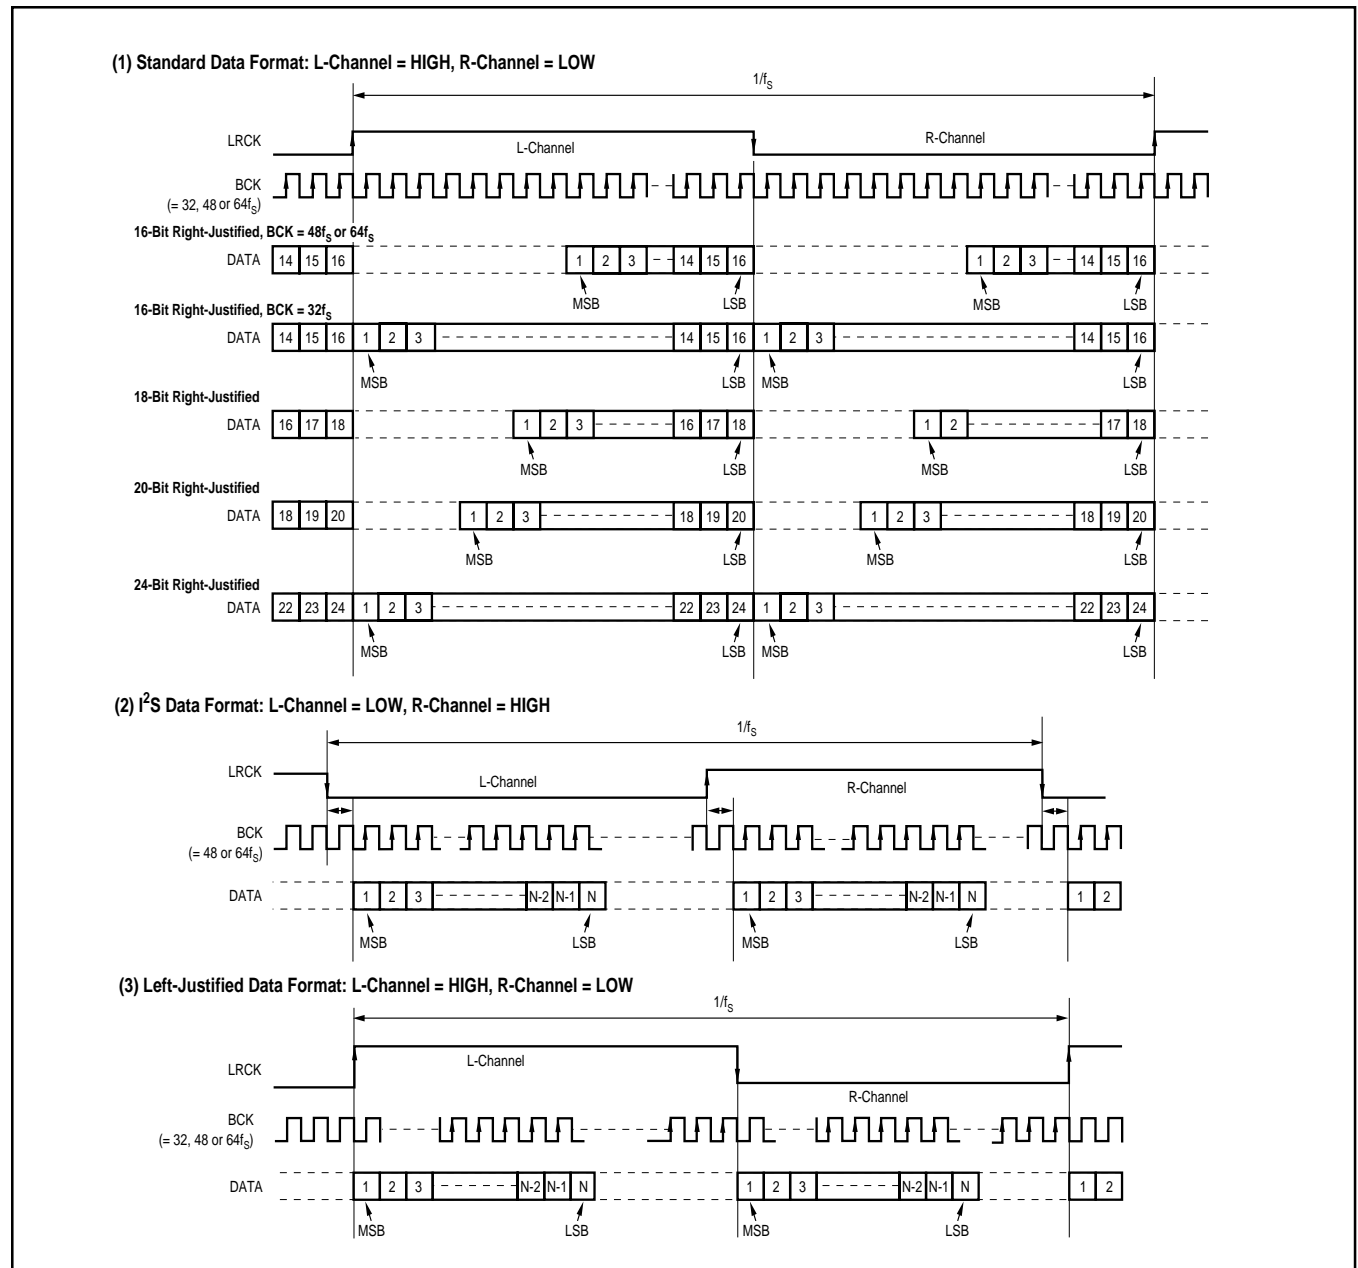 (1) Standard Data Format: L-Channel = HIGH, R-Channel = LOW
1/fS
LRCK
L-Channel
R-Channel
BCK
(= 32, 48 or 64fS)
16-Bit Right-Justified, BCK = 48fS or 64fS
DATA 14 15 16 1 2 3 14 15 16 1 2 3 14 15 16
MSB LSB MSB LSB
16-Bit Right-Justified, BCK = 32fS
DATA 14 15 16 1 2 3 14 15 16 1 2 3 14 15 16
MSB LSB MSB LSB
18-Bit Right-Justified
DATA 16 17 18 1 2 3 16 17 18 1 2 17 18
MSB LSB MSB LSB
20-Bit Right-Justified
DATA 18 19 20 1 2 3 18 19 20 1 2 3 18 19 20
MSB LSB MSB LSB
24-Bit Right-Justified
DATA 22 23 24 1 2 3 22 23 24 1 2 3 22 23 24
MSB LSB MSB LSB
(2) I²S Data Format: L-Channel = LOW, R-Channel = HIGH
1/fS
LRCK
L-Channel
R-Channel
BCK
(= 48 or 64fS)
DATA 1 2 3 N-2 N-1 N 1 2 3 N-2 N-1 N 1 2
MSB LSB MSB LSB
(3) Left-Justified Data Format: L-Channel = HIGH, R-Channel = LOW
1/fS
LRCK
L-Channel
R-Channel
BCK
(= 32, 48 or 64fS)
DATA 1 2 3 N-2 N-1 N 1 2 3 N-2 N-1 N 1 2
MSB LSB MSB LSB